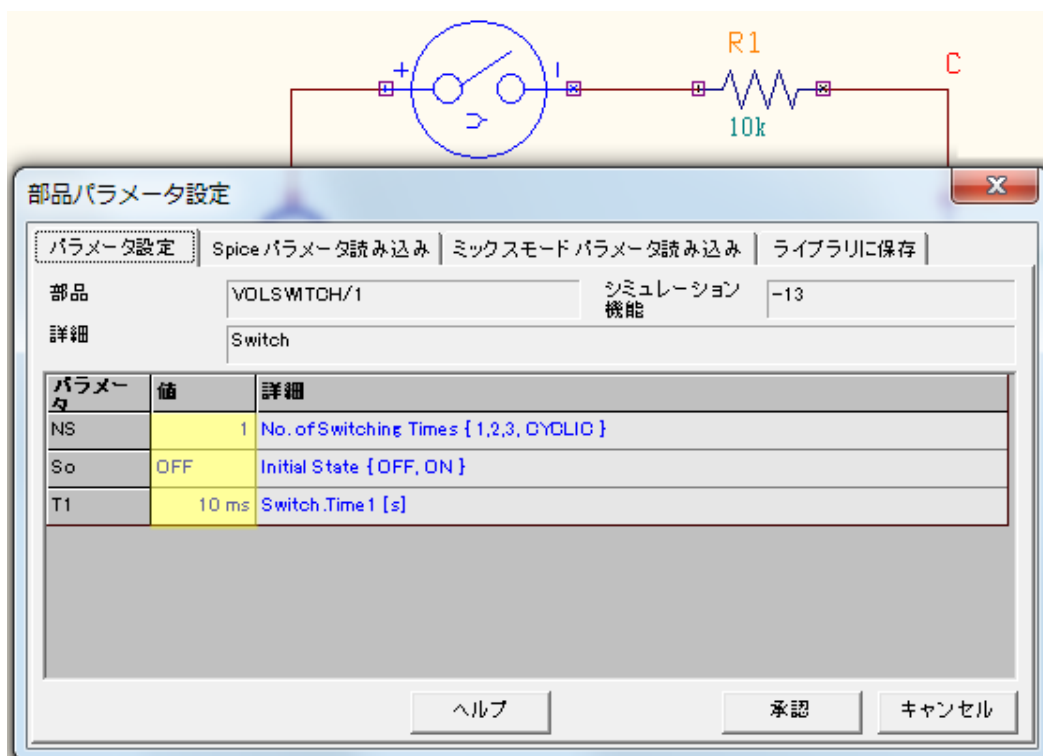 R1
C
+
10k
部品パラメータ設定
パラメータ設定 Spice パラメータ読み込み ミックスモード パラメータ読み込み ライブラリに保存
部品 VOLSWITCH/1 シミュレーション
機能 -13
詳細 Switch
パラメー
タ 値 詳細
NS 1 No. of Switching Times { 1,2,3, CYCLIC }
So OFF Initial State { OFF, ON }
T1 10 ms Switch.Time1 [s]
ヘルプ 承認 キャンセル